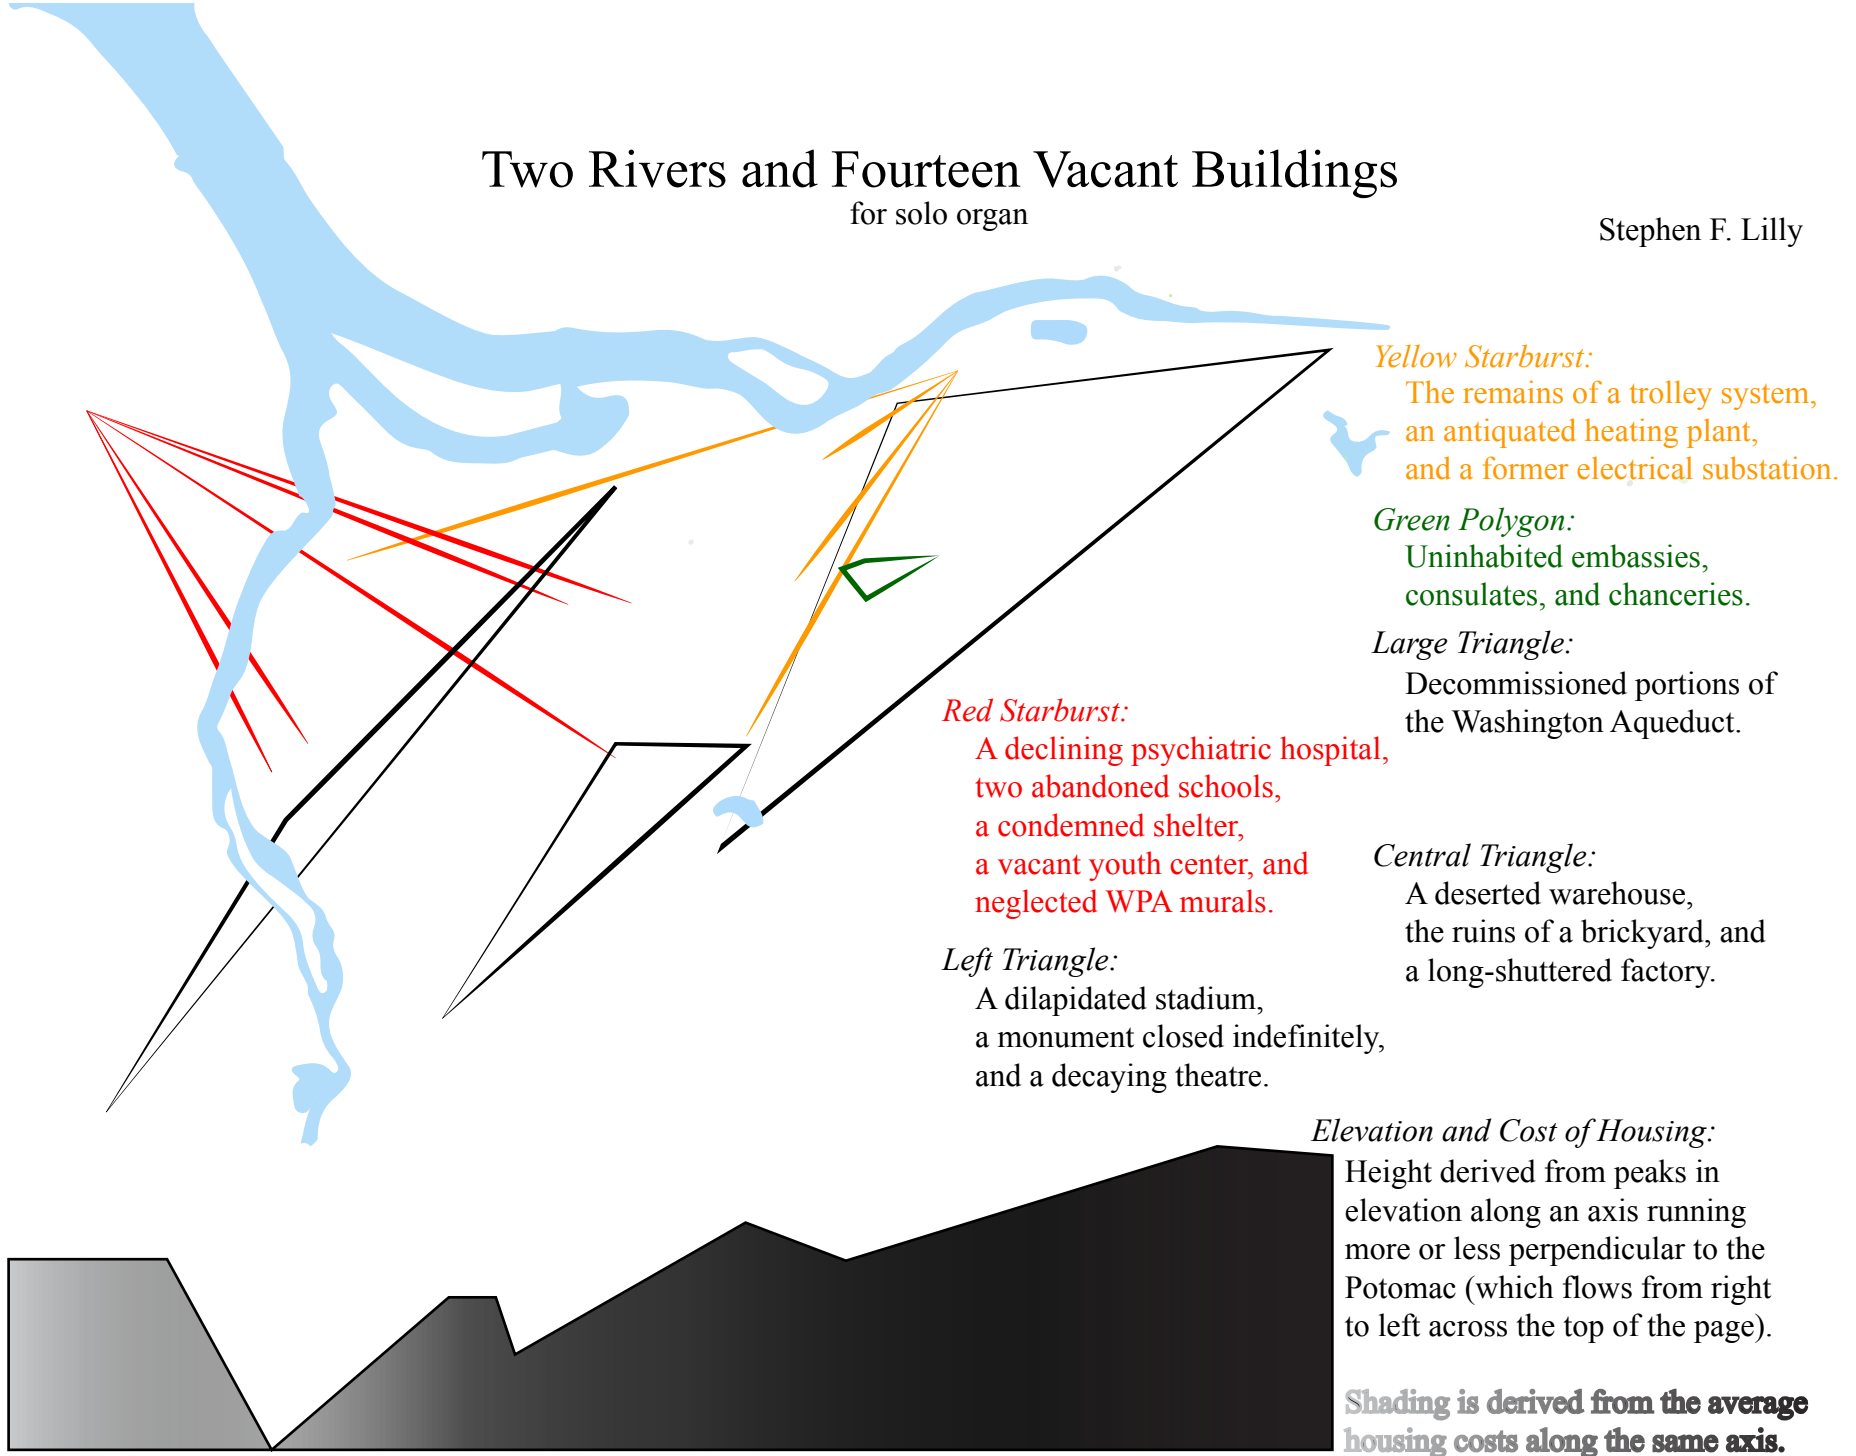 Two Rivers and Fourteen Vacant Buildings
for solo organ
Stephen F. Lilly
Yellow Starburst:
The remains of a trolley system,
an antiquated heating plant,
and a former electrical substation.
Green Polygon:
Uninhabited embassies,
consulates, and chanceries.
Large Triangle:
Decommissioned portions of
the Washington Aqueduct.
Red Starburst:
A declining psychiatric hospital,
two abandoned schools,
a condemned shelter,
a vacant youth center, and
neglected WPA murals.
Central Triangle:
A deserted warehouse,
the ruins of a brickyard, and
a long-shuttered factory.
Left Triangle:
A dilapidated stadium,
a monument closed indefinitely,
and a decaying theatre.
Elevation and Cost of Housing:
Height derived from peaks in
elevation along an axis running
more or less perpendicular to the
Potomac (which flows from right
to left across the top of the page).
Shading is derived from the average
housing costs along the same axis.